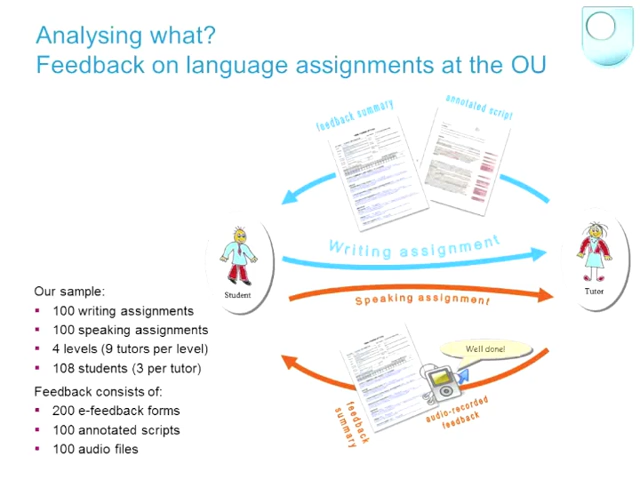 Analysing what?
Feedback on language assignments at the OU
feedback summary
annotated script
Writing assignment
Student
Tutor
Speaking assignment
Our sample:
▪ 100 writing assignments
▪ 100 speaking assignments
▪ 4 levels (9 tutors per level)
▪ 108 students (3 per tutor)
Feedback consists of:
▪ 200 e-feedback forms
▪ 100 annotated scripts
▪ 100 audio files
Well done!
feedback
summary
audio-recorded
feedback